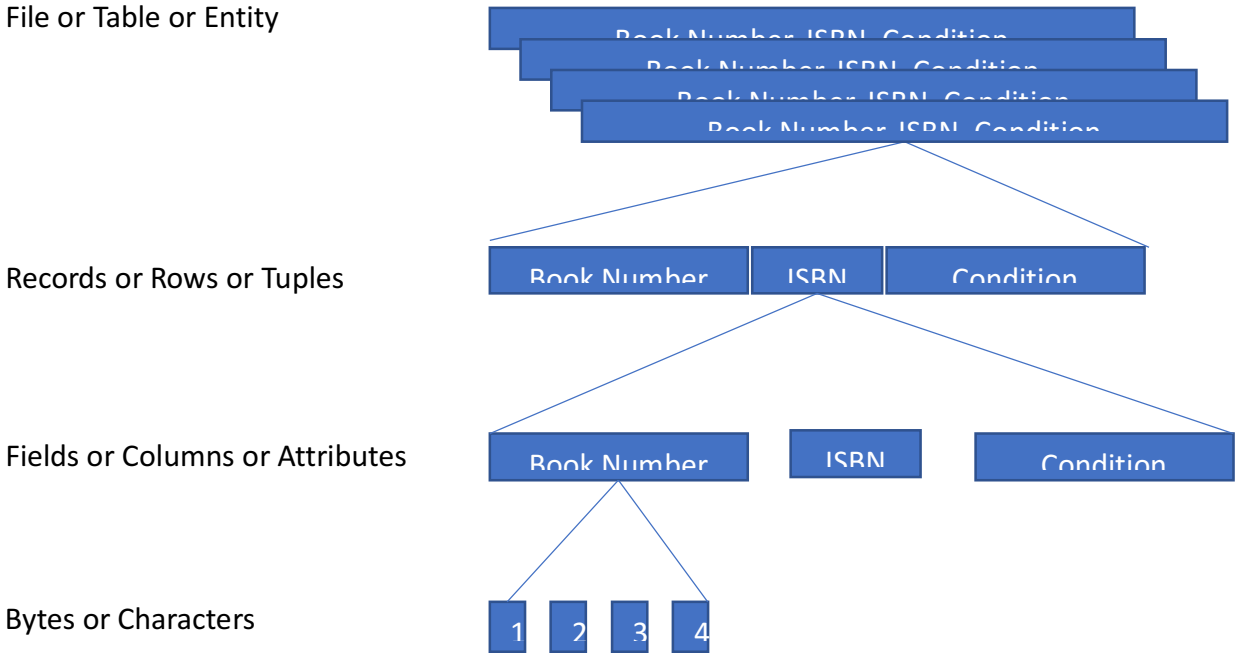 File or Table or Entity
Book Number ISBN Condition
Book Number ISBN Condition
Book Number ISBN Condition
Book Number ISBN Condition
Records or Rows or Tuples
Book Number ISBN Condition
Fields or Columns or Attributes
Book Number ISBN Condition
Bytes or Characters
1 2 3 4